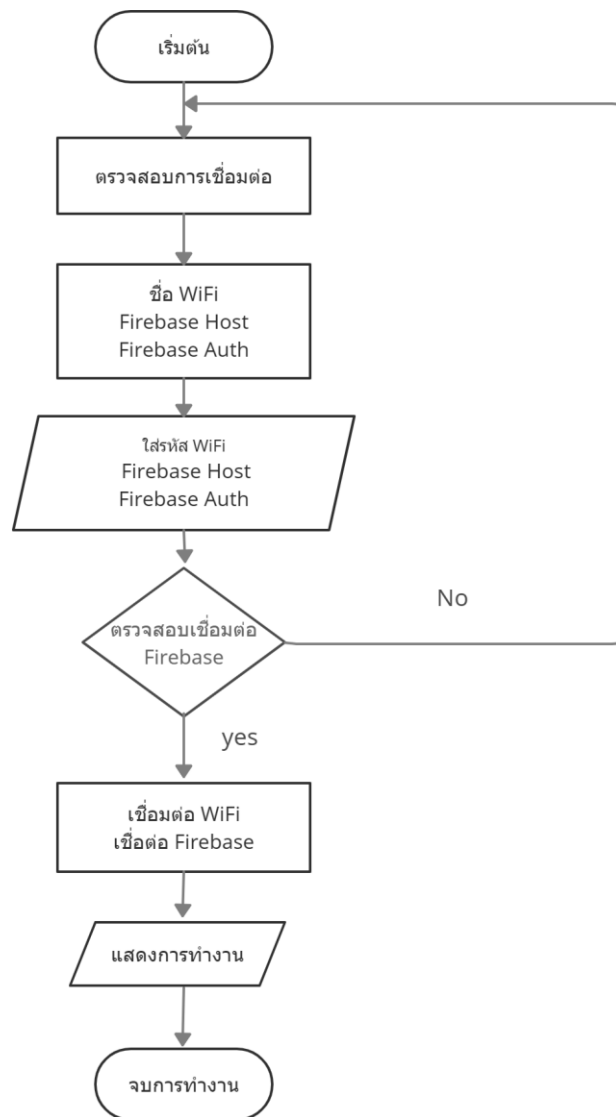 เริ่มต้น
ตรวจสอบการเชื่อมต่อ
ชื่อ WiFi
Firebase Host
Firebase Auth
ใส่รหัส WiFi
Firebase Host
Firebase Auth
No
ตรวจสอบเชื่อมต่อ
Firebase
yes
เชื่อมต่อ WiFi
เชื่อต่อ Firebase
แสดงการทำงาน
จบการทำงาน